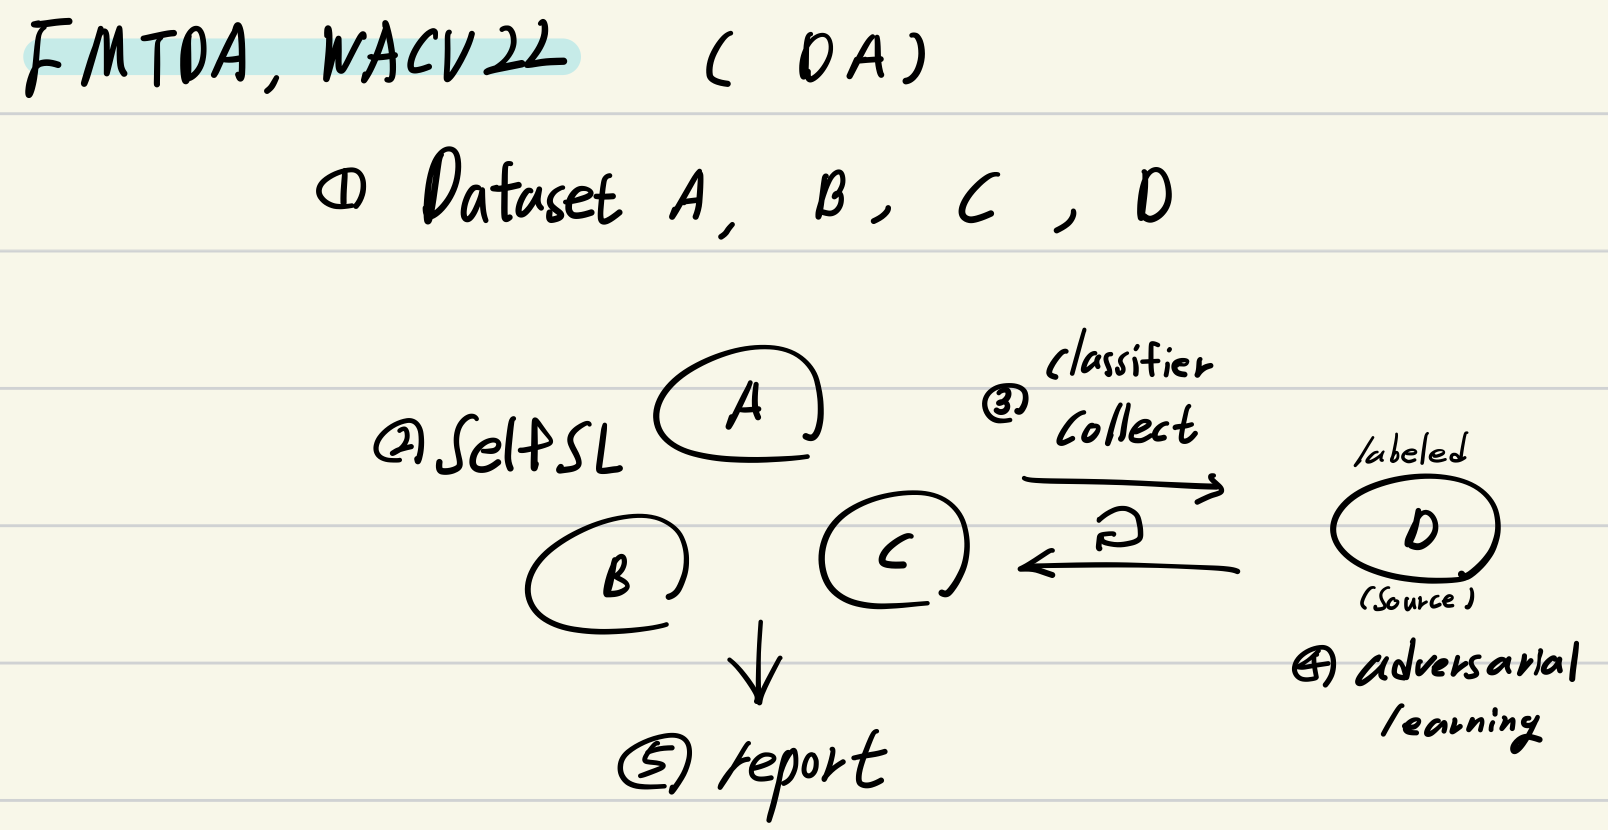 FMTDA, WACV22 (DA)
① Dataset A, B, C, D
A
③ classifier
collect
② SelfSL
labeled
B
C
D
(Source)
④ adversarial
learning
⑤ report